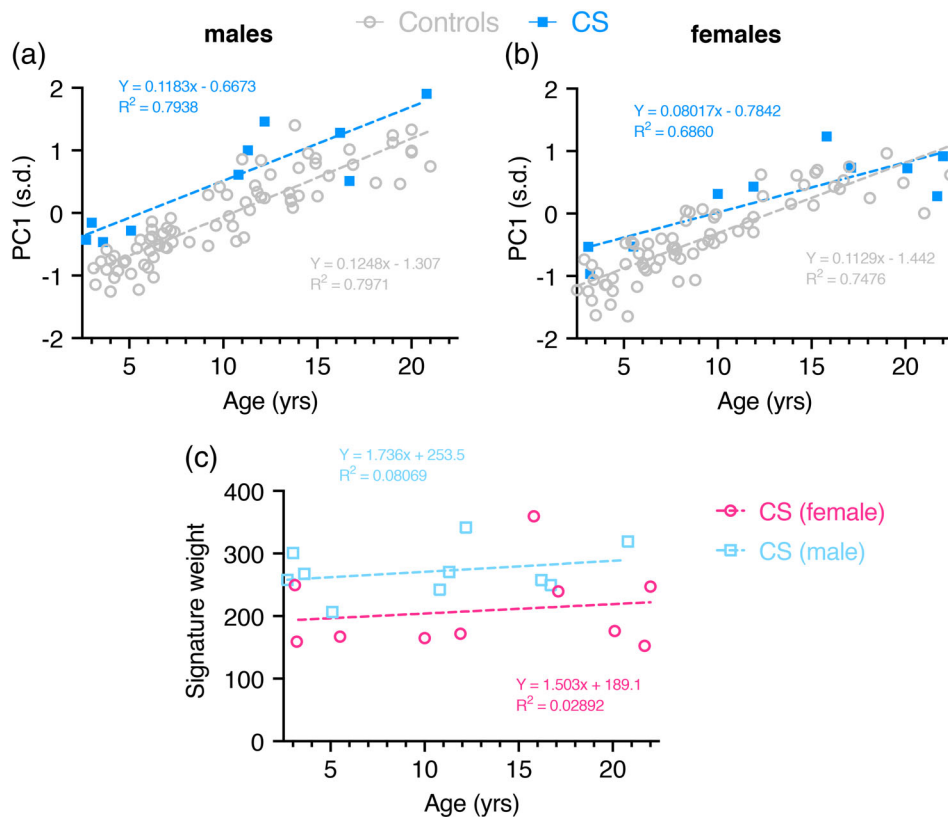 Controls CS
males
females
(a)
(b)
Y = 0.1183x - 0.6673
R² = 0.7938
Y = 0.08017x - 0.7842
R² = 0.6860
PC1 (s.d.)
2
1
0
-1
-2
Y = 0.1248x - 1.307
R² = 0.7971
5 10 15 20
Age (yrs)
PC1 (s.d.)
2
1
0
-1
-2
Y = 0.1129x - 1.442
R² = 0.7476
5 10 15 20
Age (yrs)
(c)
Y = 1.736x + 253.5
R² = 0.08069
Signature weight
400
300
200
100
0
CS (female)
CS (male)
Y = 1.503x + 189.1
R² = 0.02892
5 10 15 20
Age (yrs)